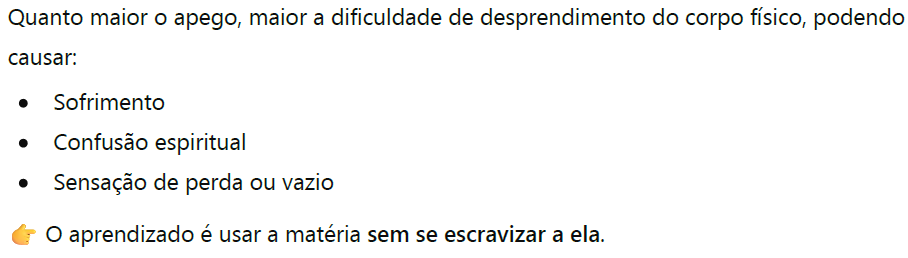 Quanto maior o apego, maior a dificuldade de desprendimento do corpo físico, podendo
causar:
• Sofrimento
• Confusão espiritual
• Sensação de perda ou vazio
👉 O aprendizado é usar a matéria sem se escravizar a ela.